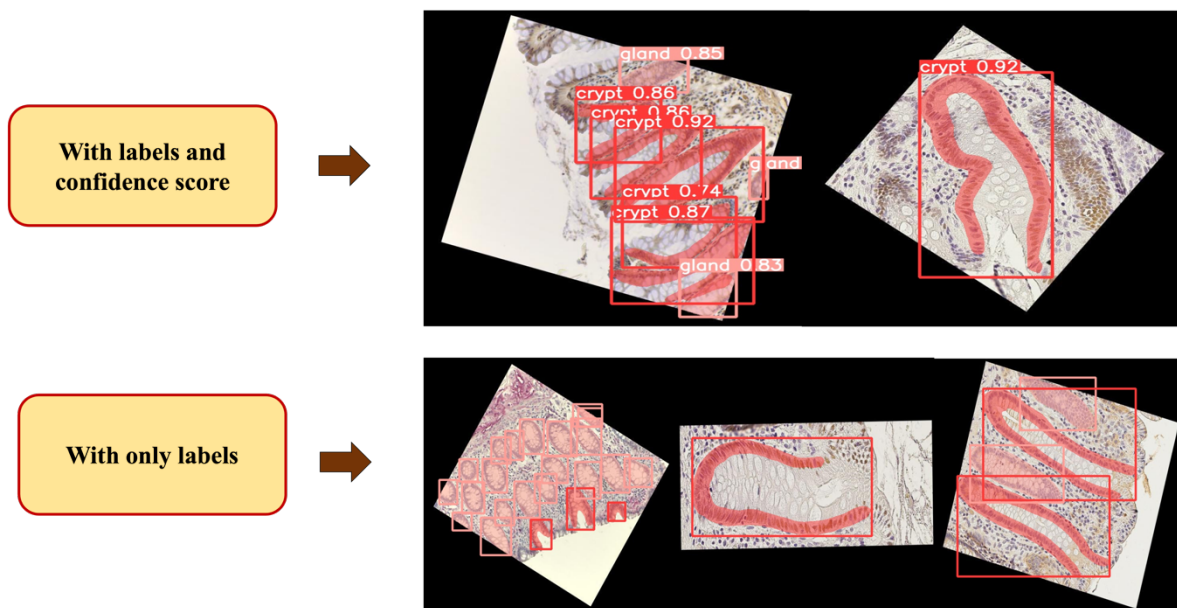 With labels and
confidence score
gland 0.85
crypt 0.86
0.86
crypt 0.92
gland
crypt 0.74
crypt 0.87
gland 0.83
crypt 0.92
With only labels